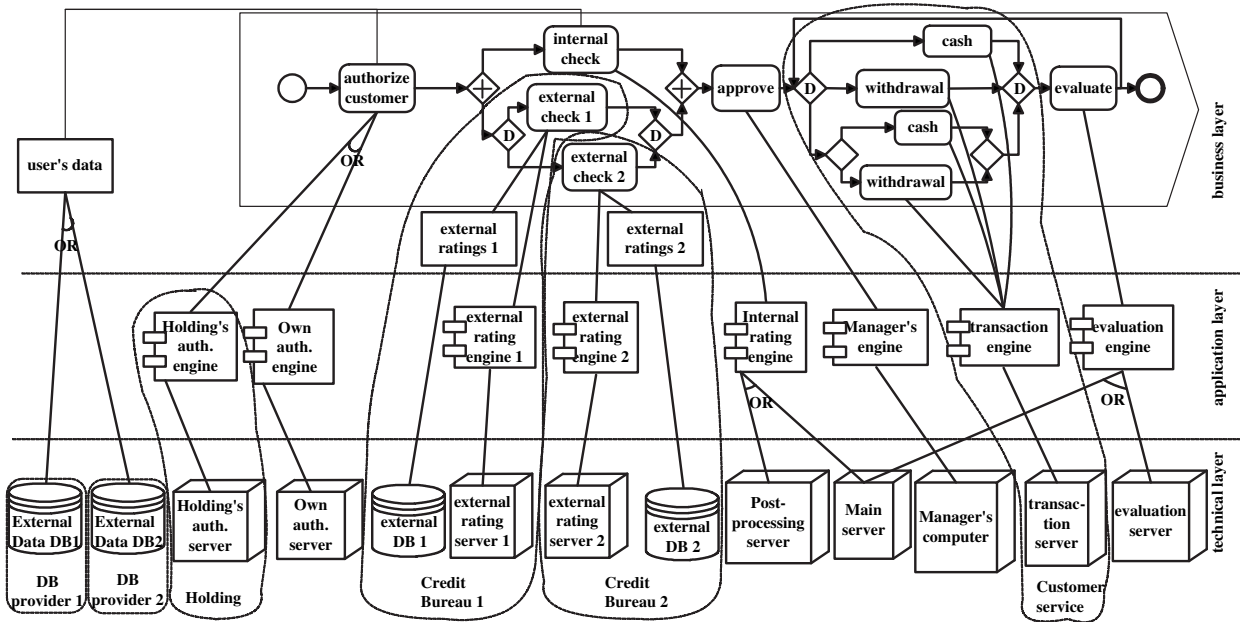 internal
check
cash
authorize
customer
approve
D
withdrawal
D
evaluate
external
check 1
D
D
cash
external
check 2
withdrawal
user's data
OR
OR
external
ratings 1
external
ratings 2
business layer
Holding's
auth.
engine
Own
auth.
engine
external
rating
engine 1
external
rating
engine 2
Internal
rating
engine
Manager's
engine
transaction
engine
evaluation
engine
OR
OR
application layer
External
Data DB1
External
Data DB2
Holding's
auth.
server
Own
auth.
server
external
DB 1
external
rating
server 1
external
rating
server 2
external
DB 2
Post-
processing
server
Main
server
Manager's
computer
transac-
tion
server
evaluation
server
technical layer
DB
provider 1
DB
provider 2
Holding
Credit
Bureau 1
Credit
Bureau 2
Customer
service